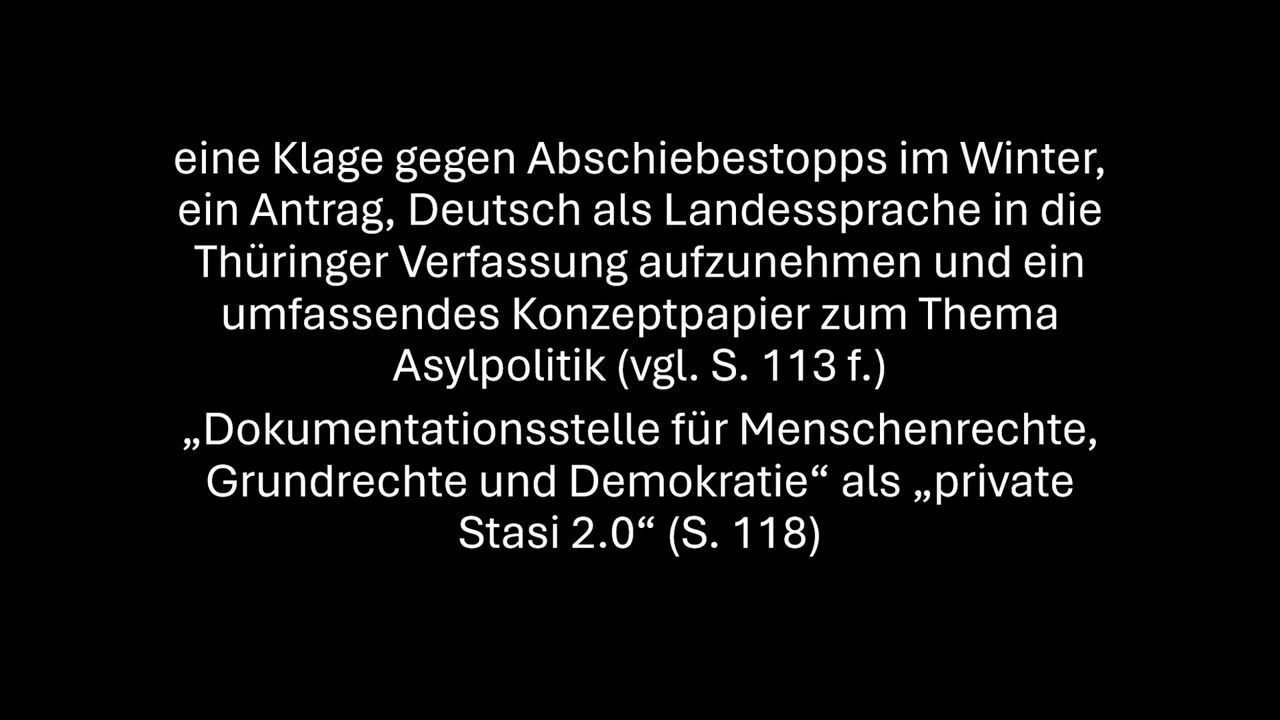 eine Klage gegen Abschiebestopps im Winter,
ein Antrag, Deutsch als Landessprache in die
Thüringer Verfassung aufzunehmen und ein
umfassendes Konzeptpapier zum Thema
Asylpolitik (vgl. S. 113 f.)
„Dokumentationsstelle für Menschenrechte,
Grundrechte und Demokratie“ als „private
Stasi 2.0“ (S. 118)